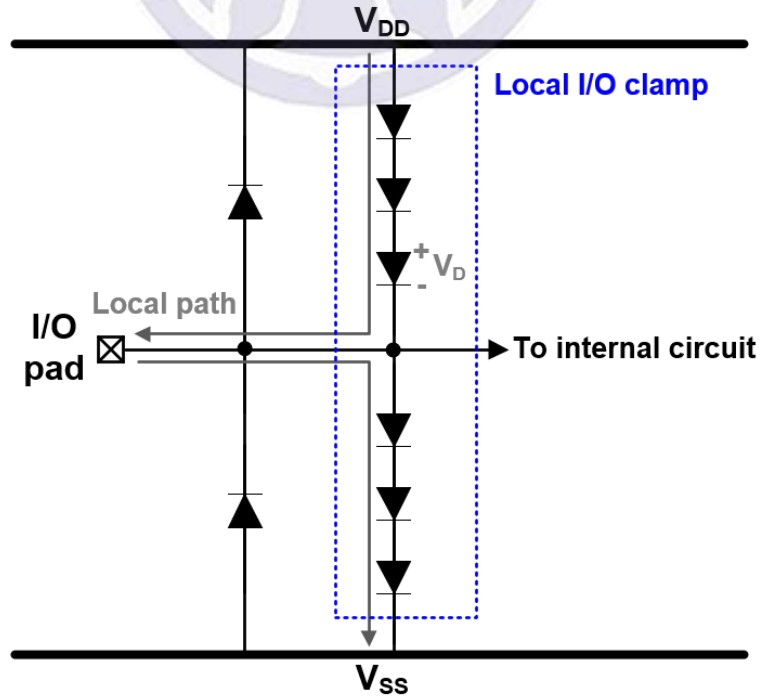 VDD
Local I/O clamp
+
VD
-
Local path
I/O
pad
To internal circuit
VSS